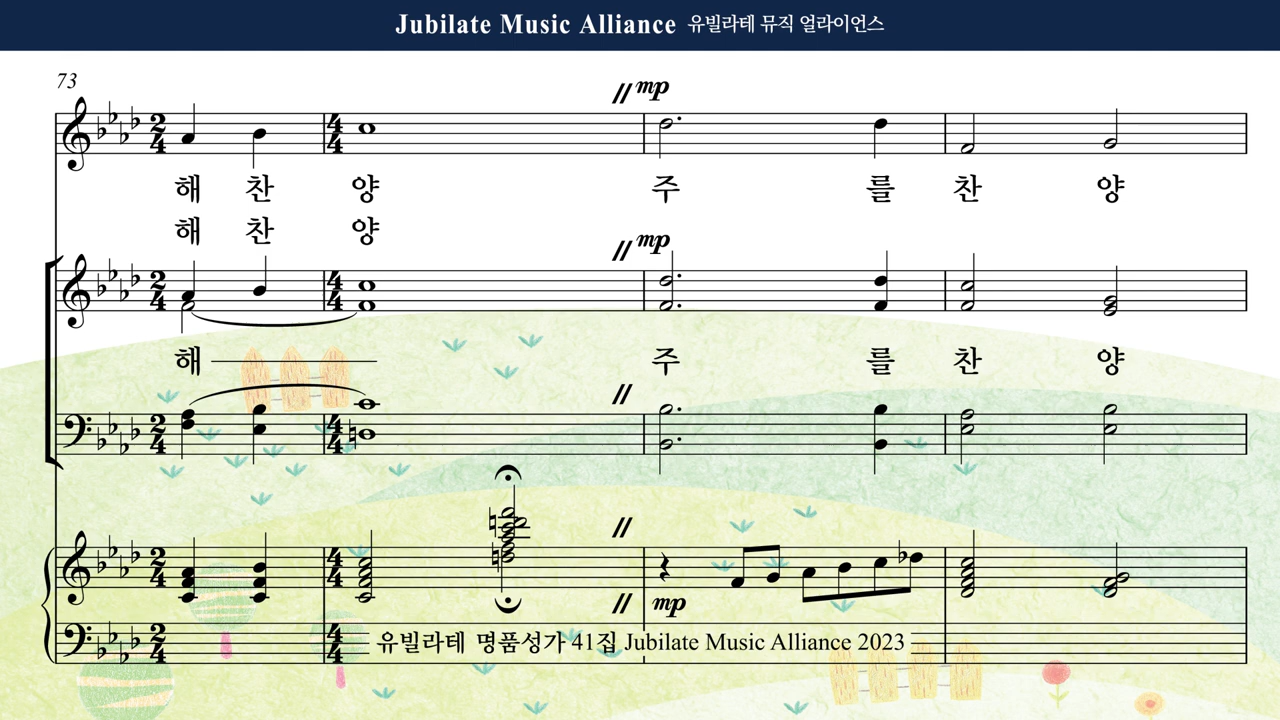 Jubilate Music Alliance 유빌라테 뮤직 얼라이언스
73
mp
해 찬 양 주 를 찬 양
해 찬 양
mp
해 주 를 찬 양
mp
유빌라테 명품성가 41집 Jubilate Music Alliance 2023